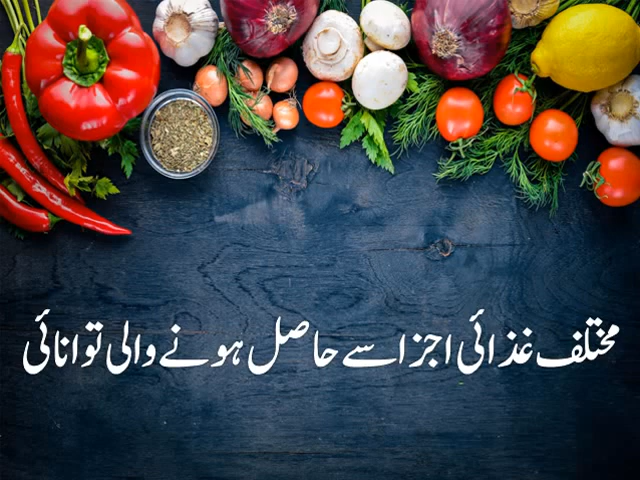 مختلف غذائی اجزا سے حاصل ہونے والی توانائی